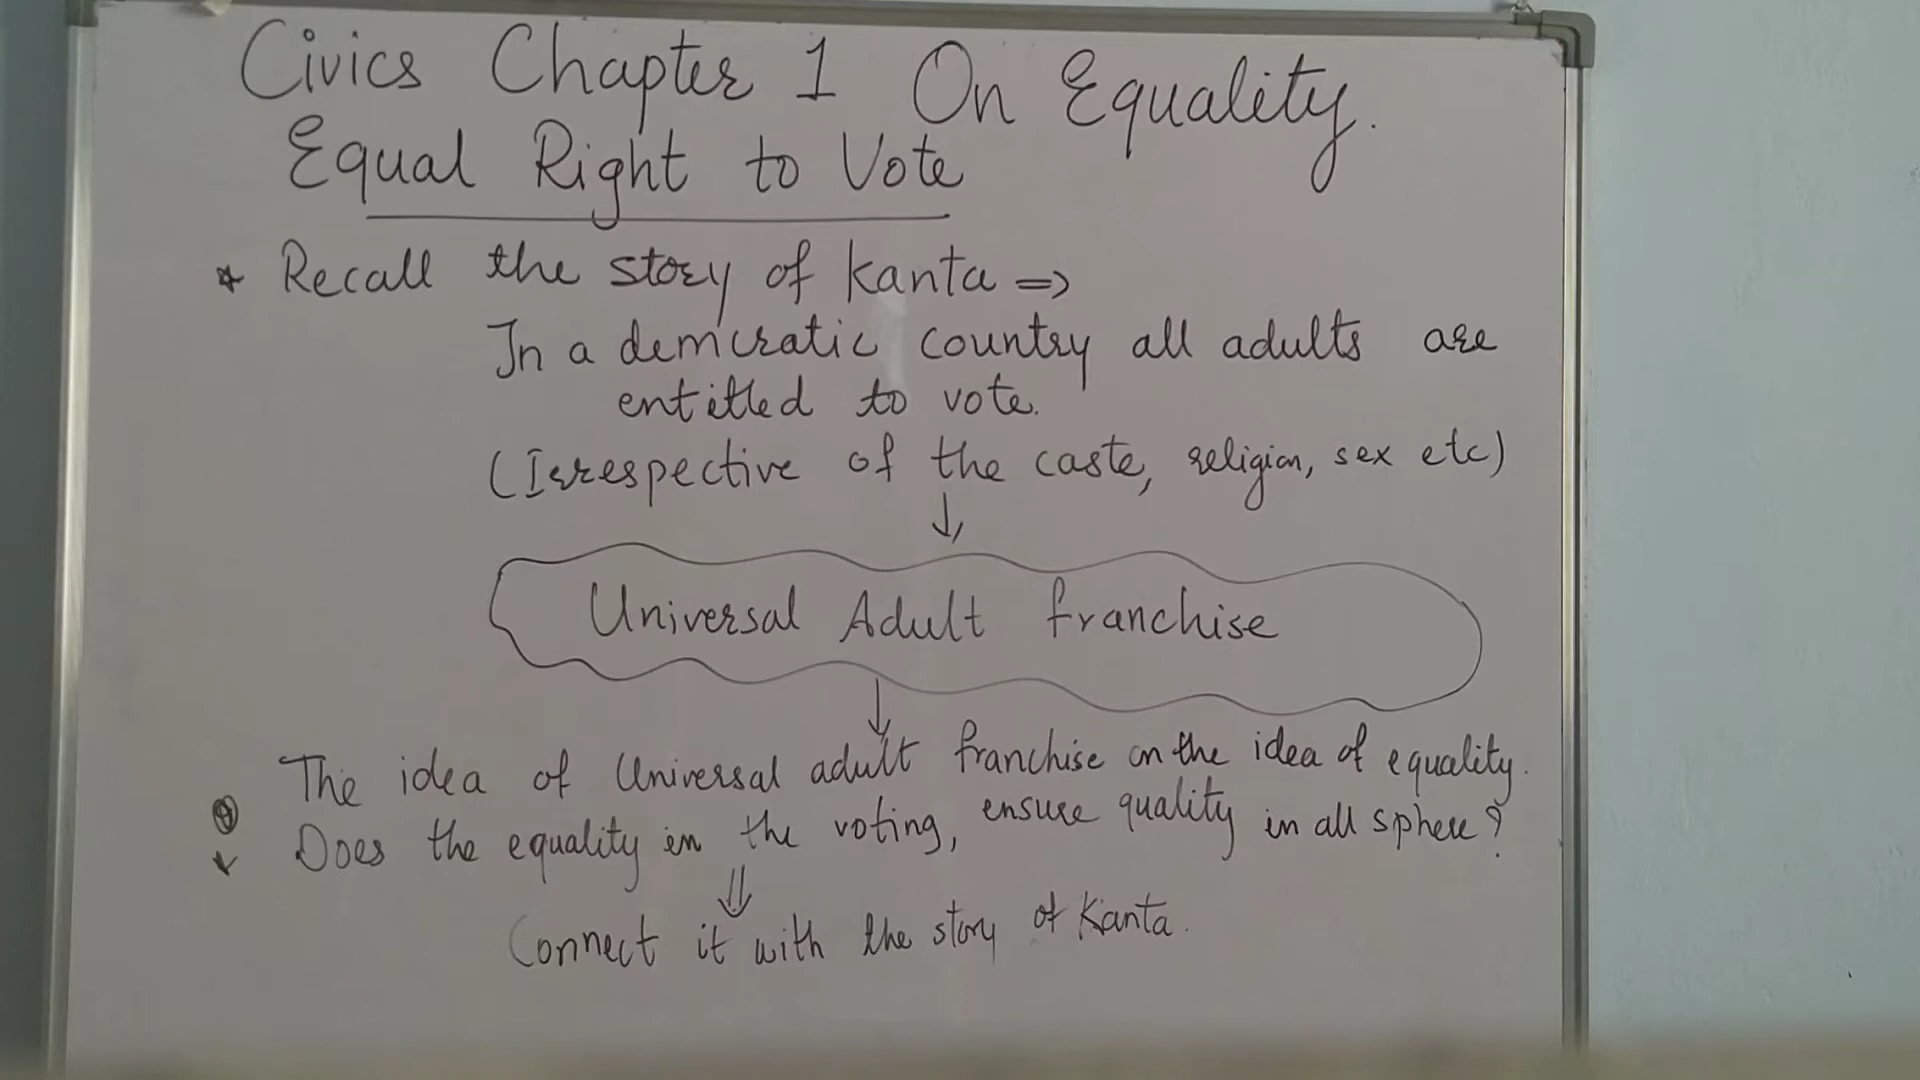 Civics Chapter 1 On Equality.
Equal Right to Vote
* Recall the story of Kanta =>
In a demcratic country all adults are
entitled to vote.
(Irrespective of the caste, religion, sex etc)
↓
Universal Adult franchise
↓
The idea of Universal adult franchise on the idea of equality.
Does the equality in the voting, ensure quality in all sphere?
⇓
Connect it with the story of Kanta.